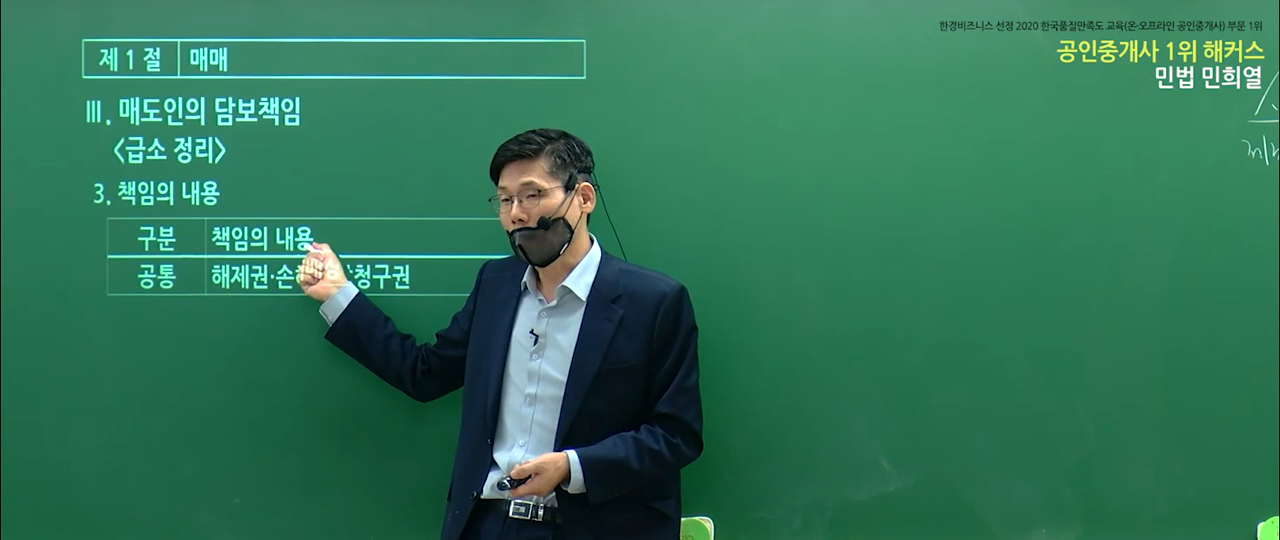 한경비즈니스 선정 2020 한국품질만족도 교육(온·오프라인 공인중개사) 부문 1위
공인중개사 1위 해커스
민법 민희열
제 1 절 매매
Ⅲ. 매도인의 담보책임
<급소 정리>
3. 책임의 내용
구분 책임의 내용
공통 해제권·손해배상청구권